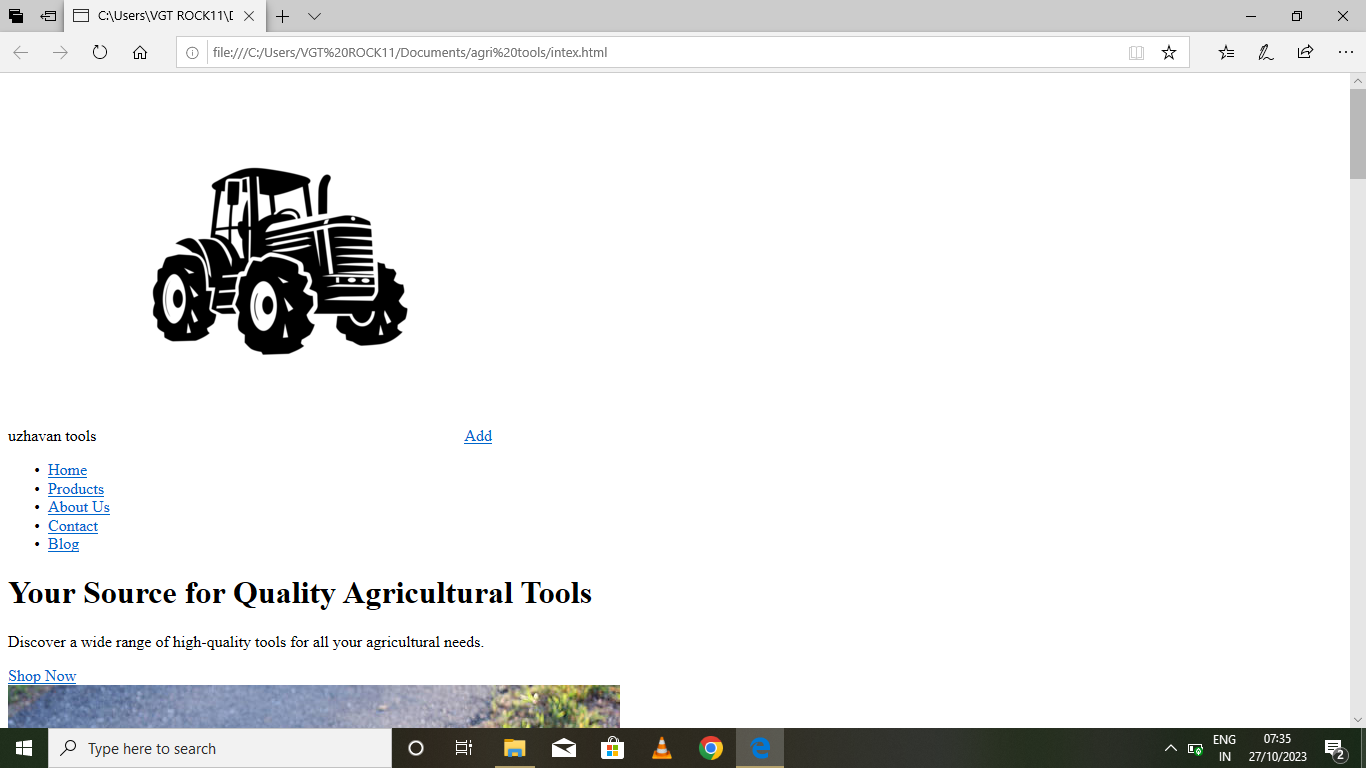 C:\Users\VGT ROCK11\D
file:///C:/Users/VGT%20ROCK11/Documents/agri%20tools/intex.html
uzhavan tools Add
• Home
• Products
• About Us
• Contact
• Blog
Your Source for Quality Agricultural Tools
Discover a wide range of high-quality tools for all your agricultural needs.
Shop Now
Type here to search
ENG
IN
07:35
27/10/2023
2